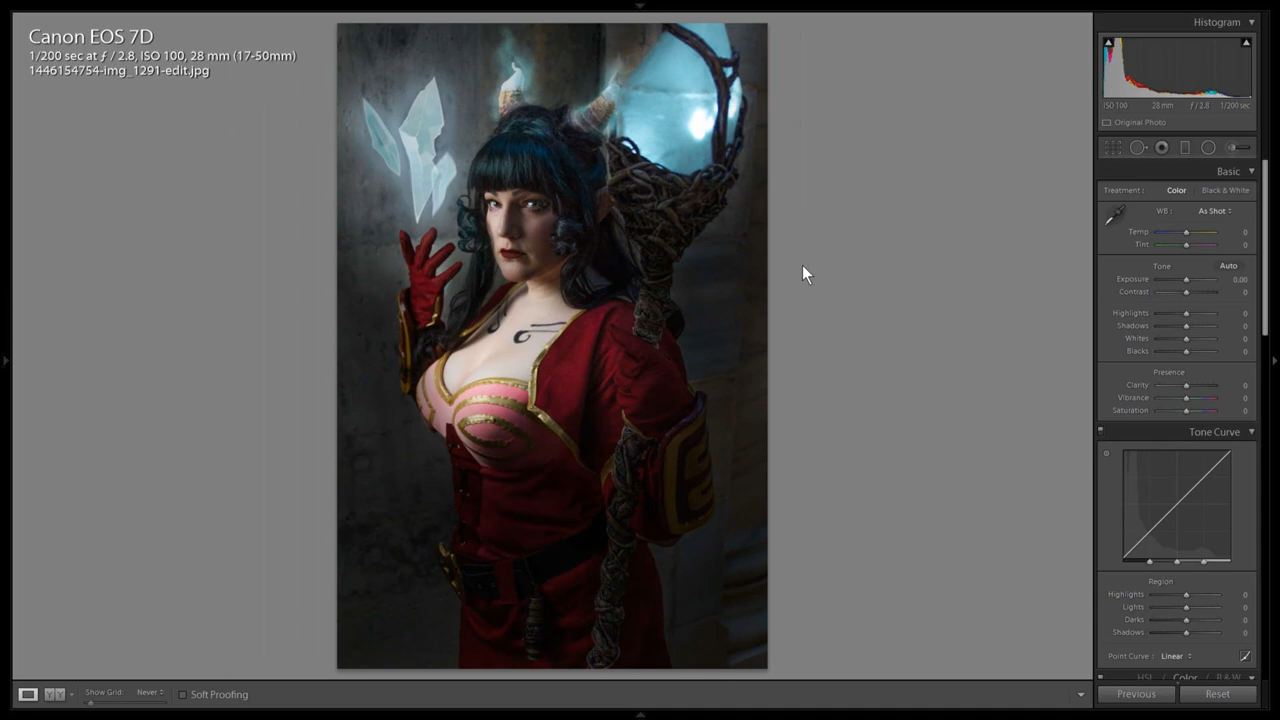 Canon EOS 7D
1/200 sec at ƒ / 2.8, ISO 100, 28 mm (17-50mm)
1446154754-img_1291-edit.jpg
Histogram
ISO 100 28 mm ƒ / 2.8 1/200 sec
Original Photo
Basic
Treatment : Color Black & White
WB : As Shot
Temp 0
Tint 0
Tone Auto
Exposure 0,00
Contrast 0
Highlights 0
Shadows 0
Whites 0
Blacks 0
Presence
Clarity 0
Vibrance 0
Saturation 0
Tone Curve
Region
Highlights 0
Lights 0
Darks 0
Shadows 0
Point Curve : Linear
HSL / Color / B & W
Show Grid: Never
Soft Proofing
Previous Reset